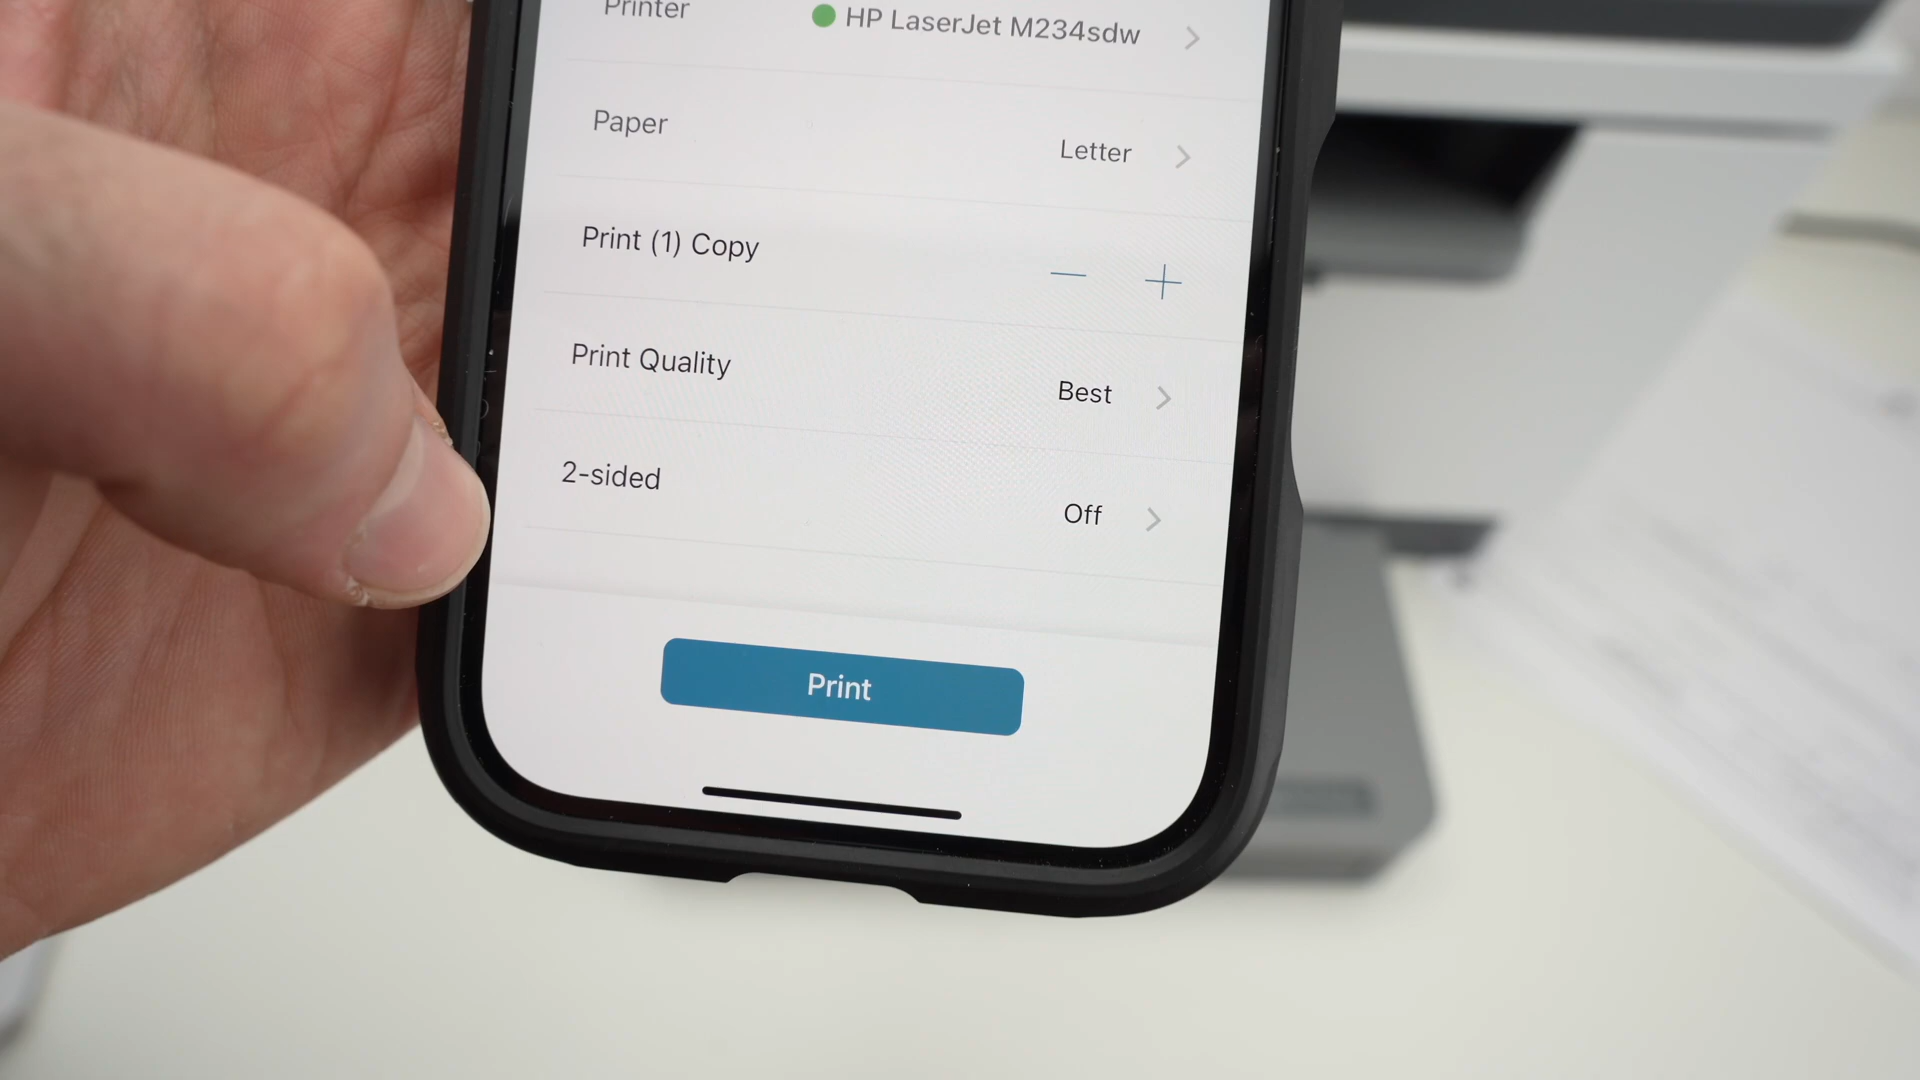 Printer HP LaserJet M234sdw
Paper Letter
Print (1) Copy
Print Quality Best
2-sided Off
Print